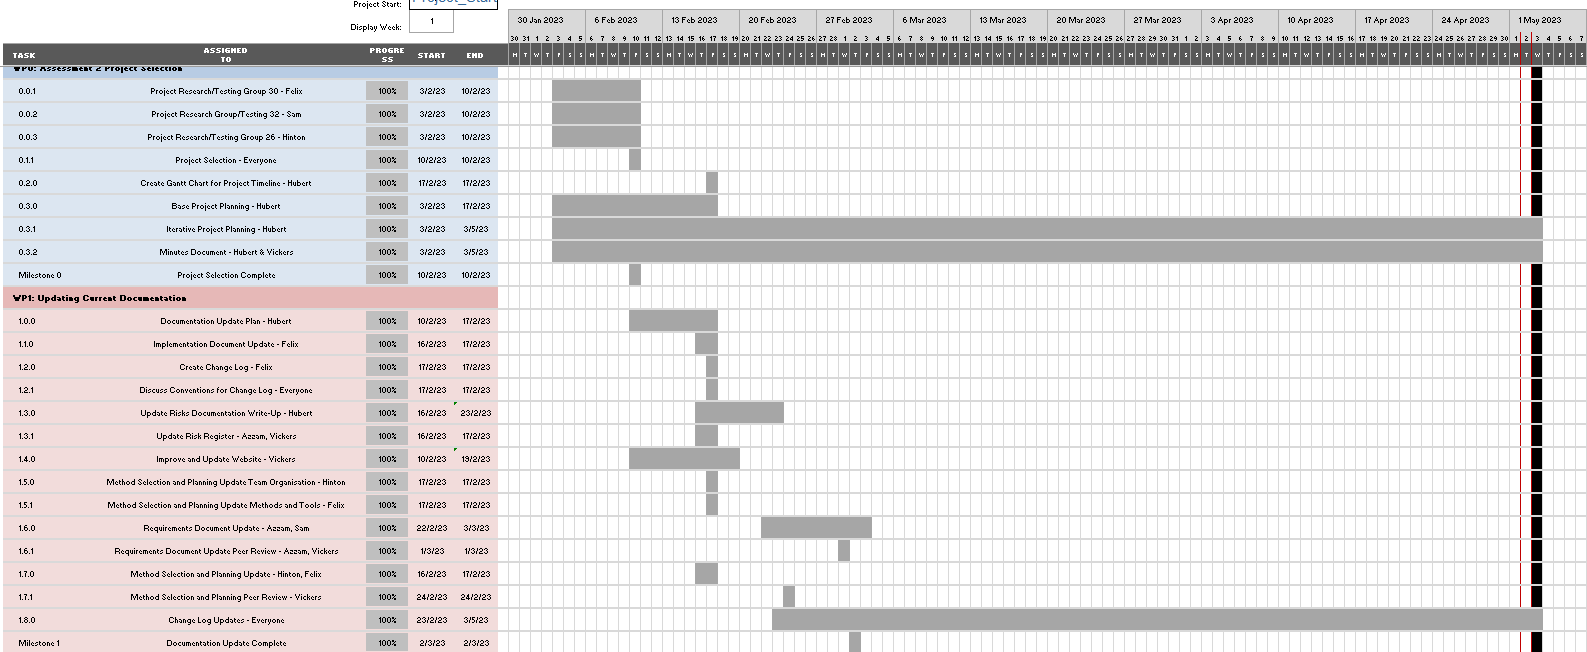 Project Start: Project_Start
Display Week: 1
30 Jan 2023 6 Feb 2023 13 Feb 2023 20 Feb 2023 27 Feb 2023 6 Mar 2023 13 Mar 2023 20 Mar 2023 27 Mar 2023 3 Apr 2023 10 Apr 2023 17 Apr 2023 24 Apr 2023 1 May 2023
30 31 1 2 3 4 5 6 7 8 9 10 11 12 13 14 15 16 17 18 19 20 21 22 23 24 25 26 27 28 1 2 3 4 5 6 7 8 9 10 11 12 13 14 15 16 17 18 19 20 21 22 23 24 25 26 27 28 29 30 31 1 2 3 4 5 6 7 8 9 10 11 12 13 14 15 16 17 18 19 20 21 22 23 24 25 26 27 28 29 30 1 2 3 4 5 6 7
TASK ASSIGNED TO PROGRESS START END M T W T F S S M T W T F S S M T W T F S S M T W T F S S M T W T F S S M T W T F S S M T W T F S S M T W T F S S M T W T F S S M T W T F S S M T W T F S S M T W T F S S M T W T F S S M T W T F S S
WP0: Assessment 2 Project Selection
0.0.1 Project Research/Testing Group 30 - Felix 100% 3/2/23 10/2/23
0.0.2 Project Research Group/Testing 32 - Sam 100% 3/2/23 10/2/23
0.0.3 Project Research/Testing Group 26 - Hinton 100% 3/2/23 10/2/23
0.1.1 Project Selection - Everyone 100% 10/2/23 10/2/23
0.2.0 Create Gantt Chart for Project Timeline - Hubert 100% 17/2/23 17/2/23
0.3.0 Base Project Planning - Hubert 100% 3/2/23 17/2/23
0.3.1 Iterative Project Planning - Hubert 100% 3/2/23 3/5/23
0.3.2 Minutes Document - Hubert & Vickers 100% 3/2/23 3/5/23
Milestone 0 Project Selection Complete 100% 10/2/23 10/2/23
WP1: Updating Current Documentation
1.0.0 Documentation Update Plan - Hubert 100% 10/2/23 17/2/23
1.1.0 Implementation Document Update - Felix 100% 16/2/23 17/2/23
1.2.0 Create Change Log - Felix 100% 17/2/23 17/2/23
1.2.1 Discuss Conventions for Change Log - Everyone 100% 17/2/23 17/2/23
1.3.0 Update Risks Documentation Write-Up - Hubert 100% 16/2/23 23/2/23
1.3.1 Update Risk Register - Azzam, Vickers 100% 16/2/23 17/2/23
1.4.0 Improve and Update Website - Vickers 100% 10/2/23 19/2/23
1.5.0 Method Selection and Planning Update Team Organisation - Hinton 100% 17/2/23 17/2/23
1.5.1 Method Selection and Planning Update Methods and Tools - Felix 100% 17/2/23 17/2/23
1.6.0 Requirements Document Update - Azzam, Sam 100% 22/2/23 3/3/23
1.6.1 Requirements Document Update Peer Review - Azzam, Vickers 100% 1/3/23 1/3/23
1.7.0 Method Selection and Planning Update - Hinton, Felix 100% 16/2/23 17/2/23
1.7.1 Method Selection and Planning Peer Review - Vickers 100% 24/2/23 24/2/23
1.8.0 Change Log Updates - Everyone 100% 23/2/23 3/5/23
Milestone 1 Documentation Update Complete 100% 2/3/23 2/3/23